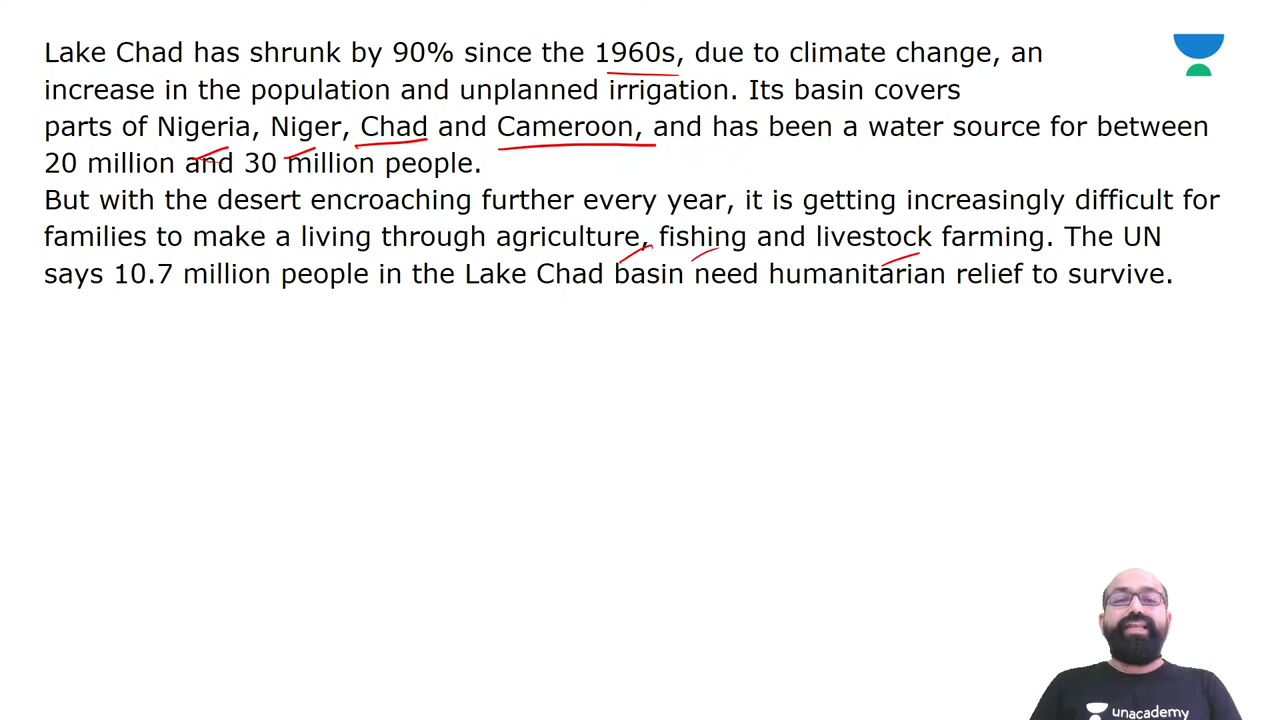 Lake Chad has shrunk by 90% since the 1960s, due to climate change, an
increase in the population and unplanned irrigation. Its basin covers
parts of Nigeria, Niger, Chad and Cameroon, and has been a water source for between
20 million and 30 million people.
But with the desert encroaching further every year, it is getting increasingly difficult for
families to make a living through agriculture, fishing and livestock farming. The UN
says 10.7 million people in the Lake Chad basin need humanitarian relief to survive.
unacademy